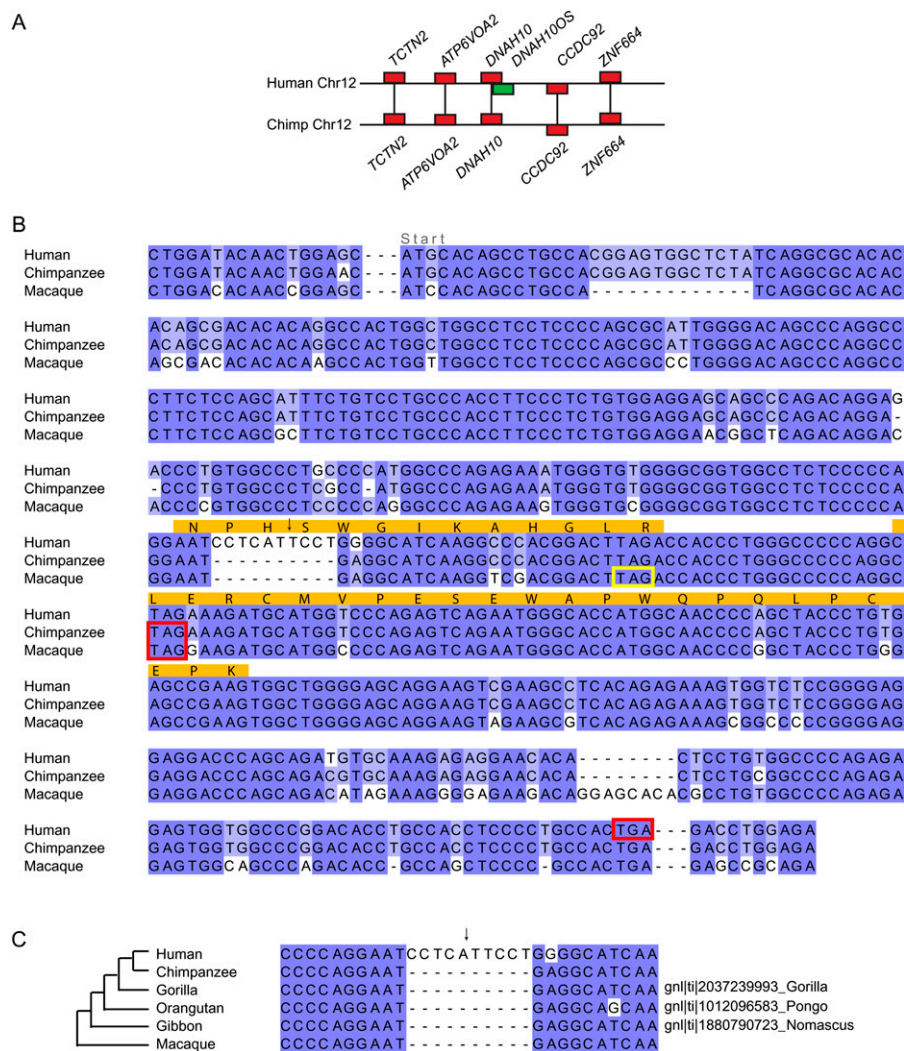 A
TCTN2 ATP6VOA2 DNAH10 DNAH10OS CCDC92 ZNF664
Human Chr12
Chimp Chr12
TCTN2 ATP6VOA2 DNAH10 CCDC92 ZNF664
B
Start
Human CTGGATACAACTGGAGC---ATGCACAGCCTGCCACGGAGTGGCTCTATCAGGCGCACAC
Chimpanzee CTGGATACAACTGGAAC---ATGCACAGCCTGCCACGGAGTGGCTCTATCAGGCGCACAC
Macaque CTGGACACAACCGGAGC---ATCCACAGCCTGCCA-------------TCAGGCGCACAC
Human ACAGCGACACACAGGCCACTGGCTGGCCTCCTCCCCAGCGCATTGGGGACAGCCCAGGCC
Chimpanzee ACAGCGACACACAGGCCACTGGCTGGCCTCCTCCCCAGCGCATTGGGGACAGCCCAGGCC
Macaque AGCGACACACACAAGCCACTGGTTGGCCTCCTCCCCAGCGCCCTGGGGACAGCCCAGGCC
Human CTTCTCCAGCATTTCTGTCCTGCCCACCTTCCCTCTGTGGAGGAGCAGCCCAGACAGGAG
Chimpanzee CTTCTCCAGCATTTCTGTCCTGCCCACCTTCCCTCTGTGGAGGAGCAGCCCAGACAGGA-
Macaque CTTCTCCAGCGCTTCTGTCCTGCCCACCTTCCCTCTGTGGAGGAACGGCTCAGACAGGAC
Human ACCCTGTGGCCCTGCCCCATGGCCCAGAGAAATGGGTGTGGGGCGGTGGCCTCTCCCCCA
Chimpanzee -CCCTGTGGCCCTCGCC-ATGGCCCAGAGAAATGGGTGTGGGGCGGTGGCCTCTCCCCCA
Macaque ACCCCGTGGCCCTCCCCCAGGGCCCAGAGAAGTGGGTGCGGGGCGGTGGCCTCTCCCCCA
N P H S W G I K A H G L R
Human GGAATCCTCATTCCTGGGGCATCAAGGCCCACGGACTTAGACCACCCTGGGCCCCCAGGC
Chimpanzee GGAAT----------GAGGCATCAAGGCCGACGGACTTAGACCACCCTGGGCCCCCAGGC
Macaque GGAAT----------GAGGCATCAAGGTCGACGGACTTAGACCACCCTGGGCCCCCAGGC
L E R C M V P E S E W A P W Q P Q L P C
Human TAGAAAGATGCATGGTCCCAGAGTCAGAATGGGCACCATGGCAACCCCAGCTACCCTGTG
Chimpanzee TAGAAAGATGCATGGTCCCAGAGTCAGAATGGGCACCATGGCAACCCCAGCTACCCTGTG
Macaque TAGGAAGATGCATGGCCCCAGAGTCAGAATGGGCACCATGGCAACCCCGGCTACCCTGGG
E P K
Human AGCCGAAGTGGCTGGGGAGCAGGAAGTCGAAGCCTCACAGAGAAAGTGGTCTCCGGGGAG
Chimpanzee AGCCGAAGTGGCTGGGGAGCAGGAAGTCGAAGCCTCACAGAGAAAGTGGTCTCCGGGGAG
Macaque AGCCGAAGTGGCTGGGGAGCAGGAAGTAGAAGCGTCACAGAGAAAGCGGCCCCCGGGGAG
Human GAGGACCCAGCAGATGTGCAAAGAGAGGAACACA--------CTCCTGTGGCCCCAGAGA
Chimpanzee GAGGACCCAGCAGACGTGCAAAGAGAGGAACACA--------CTCCTGCGGCCCCAGAGA
Macaque GAGGACCCAGCAGACATAGAAAGGGGAGAAGACAGGAGCACACGCCTGTGGCCCCAGAGA
Human GAGTGGTGGCCCGGACACCTGCCACCTCCCCTGCCACTGA---GACCTGGAGA
Chimpanzee GAGTGGTGGCCCGGACACCTGCCACCTCCCCTGCCACTGA---GACCTGGAGA
Macaque GAGTGGCAGCCCAGACACC-GCCAGCTCCCC-GCCACTGA---GAGCCGCAGA
C
Human CCCCAGGAATCCTCATTCCTGGGGCATCAA
Chimpanzee CCCCAGGAAT----------GAGGCATCAA
Gorilla CCCCAGGAAT----------GAGGCATCAA gnl|ti|2037239993_Gorilla
Orangutan CCCCAGGAAT----------GAGGCAGCAA gnl|ti|1012096583_Pongo
Gibbon CCCCAGGAAT----------GAGGCATCAA gnl|ti|1880790723_Nomascus
Macaque CCCCAGGAAT----------GAGGCATCAA